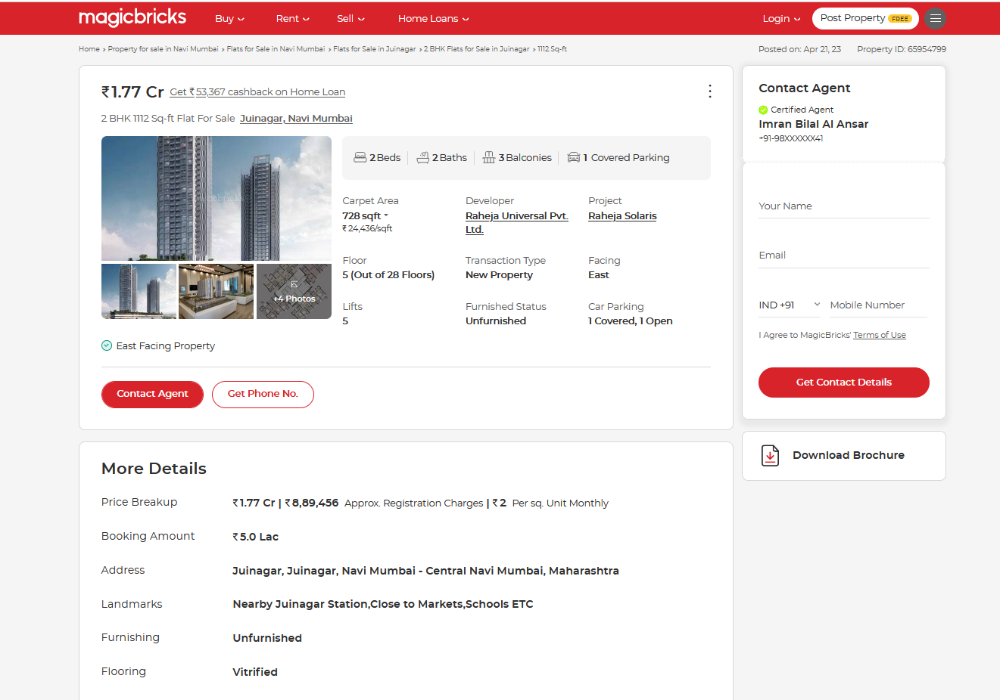 magicbricks
Buy
Rent
Sell
Home Loans
Login
Post Property FREE
Home › Property for sale in Navi Mumbai › Flats for Sale in Navi Mumbai › Flats for Sale in Juinagar › 2 BHK Flats for Sale in Juinagar › 1112 Sq-ft
Posted on: Apr 21, 23 Property ID: 65954799
₹1.77 Cr Get ₹53,367 cashback on Home Loan
2 BHK 1112 Sq-ft Flat For Sale Juinagar, Navi Mumbai
+4 Photos
2 Beds 2 Baths 3 Balconies 1 Covered Parking
Carpet Area
728 sqft
₹24,436/sqft
Developer
Raheja Universal Pvt.
Ltd.
Project
Raheja Solaris
Floor
5 (Out of 28 Floors)
Transaction Type
New Property
Facing
East
Lifts
5
Furnished Status
Unfurnished
Car Parking
1 Covered, 1 Open
East Facing Property
Contact Agent
Get Phone No.
Contact Agent
Certified Agent
Imran Bilal Al Ansar
+91-98XXXXXX41
Your Name
Email
IND +91 Mobile Number
I Agree to MagicBricks' Terms of Use
Get Contact Details
Download Brochure
More Details
Price Breakup ₹1.77 Cr | ₹8,89,456 Approx. Registration Charges | ₹2 Per sq. Unit Monthly
Booking Amount ₹5.0 Lac
Address Juinagar, Juinagar, Navi Mumbai - Central Navi Mumbai, Maharashtra
Landmarks Nearby Juinagar Station,Close to Markets,Schools ETC
Furnishing Unfurnished
Flooring Vitrified